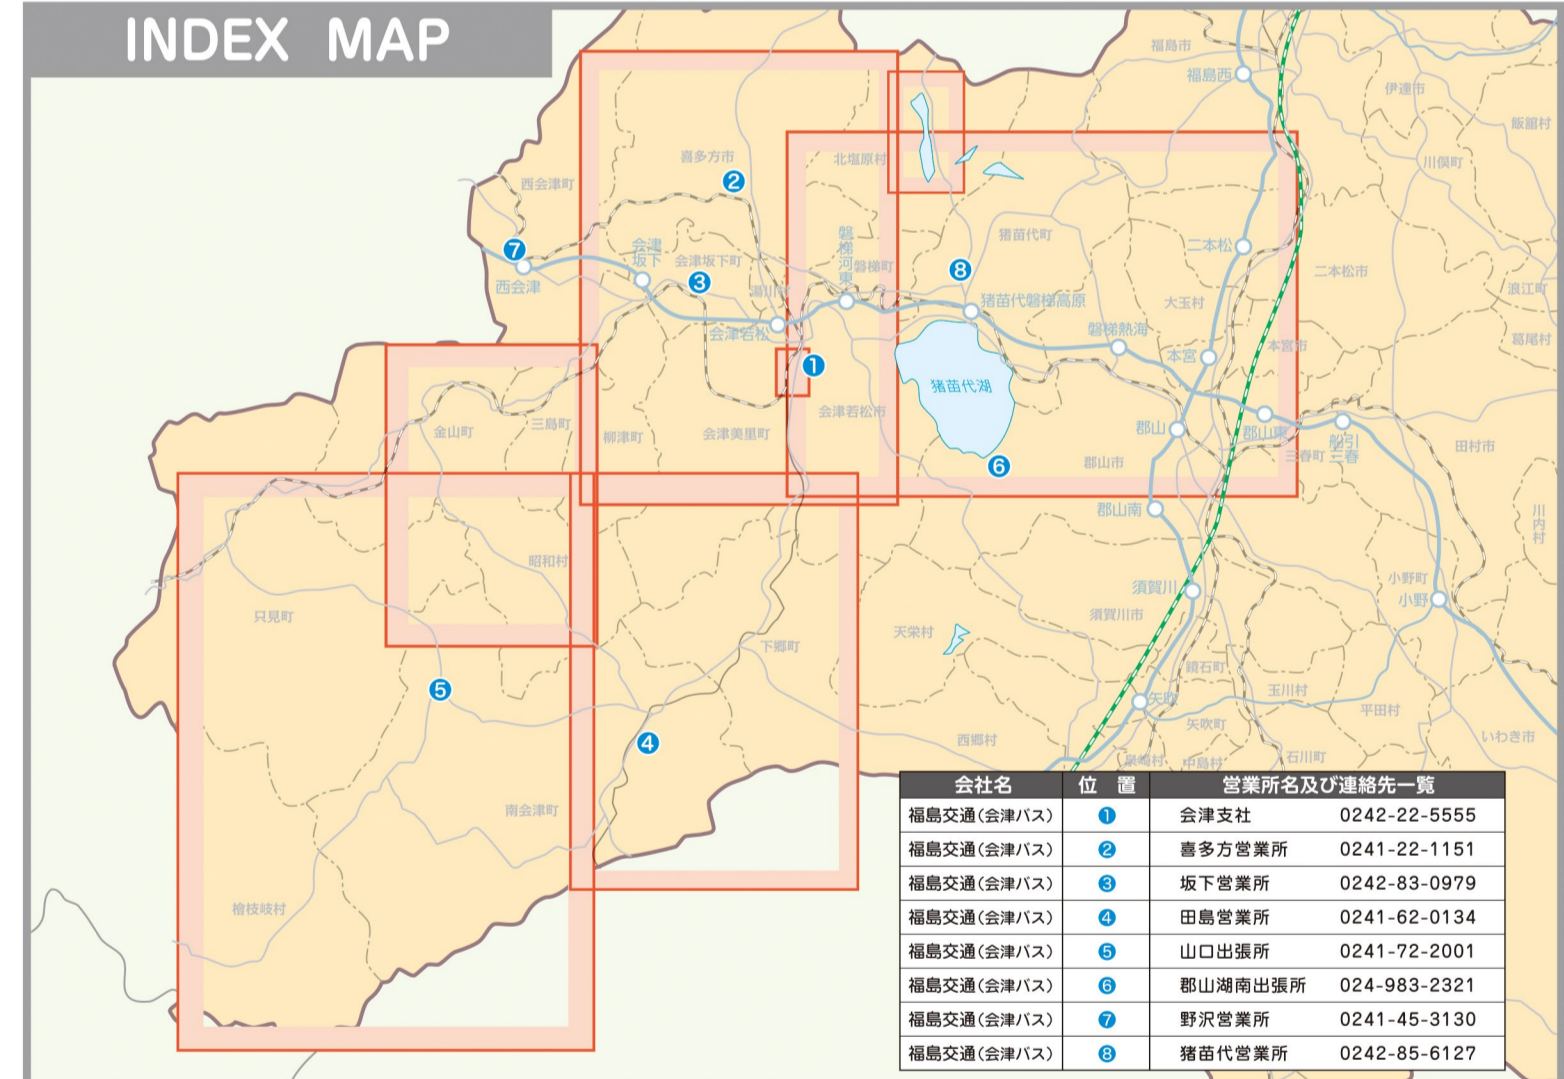 INDEX MAP
福島市
福島西
伊達市
飯舘村
川俣町
喜多方市
北塩原村
西会津町
❷
猪苗代町
❼
会津坂下
会津坂下町
磐梯河東
磐梯町
❽
二本松
二本松市
西会津
❸
湯川村
猪苗代磐梯高原
大玉村
浪江町
会津若松
磐梯熱海
本宮
本宮市
葛尾村
❶
猪苗代湖
会津若松市
金山町
三島町
柳津町
会津美里町
郡山
郡山東
船引三春
三春町
田村市
❻
郡山市
郡山南
川内村
昭和村
只見町
須賀川
須賀川市
小野町
小野
天栄村
下郷町
鏡石町
玉川村
❺
矢吹
矢吹町
平田村
❹
西郷村
泉崎村
中島村
石川町
いわき市
南会津町
檜枝岐村
会社名 位 置 営業所名及び連絡先一覧
福島交通(会津バス) ❶ 会津支社 0242-22-5555
福島交通(会津バス) ❷ 喜多方営業所 0241-22-1151
福島交通(会津バス) ❸ 坂下営業所 0242-83-0979
福島交通(会津バス) ❹ 田島営業所 0241-62-0134
福島交通(会津バス) ❺ 山口出張所 0241-72-2001
福島交通(会津バス) ❻ 郡山湖南出張所 024-983-2321
福島交通(会津バス) ❼ 野沢営業所 0241-45-3130
福島交通(会津バス) ❽ 猪苗代営業所 0242-85-6127